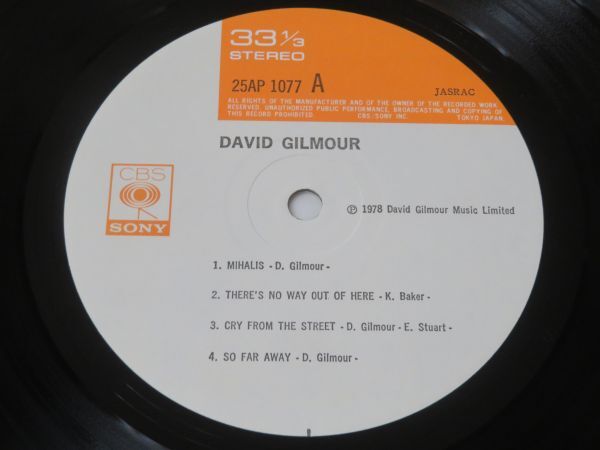 33 1/3
STEREO
25AP 1077 A
JASRAC
ALL RIGHTS OF THE MANUFACTURER AND OF THE OWNER OF THE RECORDED WORK
RESERVED. UNAUTHORIZED PUBLIC PERFORMANCE, BROADCASTING AND COPYING OF
THIS RECORD PROHIBITED. CBS/SONY INC. TOKYO JAPAN.
DAVID GILMOUR
CBS
SONY
Ⓟ 1978 David Gilmour Music Limited
1. MIHALIS - D. Gilmour -
2. THERE'S NO WAY OUT OF HERE - K. Baker -
3. CRY FROM THE STREET - D. Gilmour - E. Stuart -
4. SO FAR AWAY - D. Gilmour -